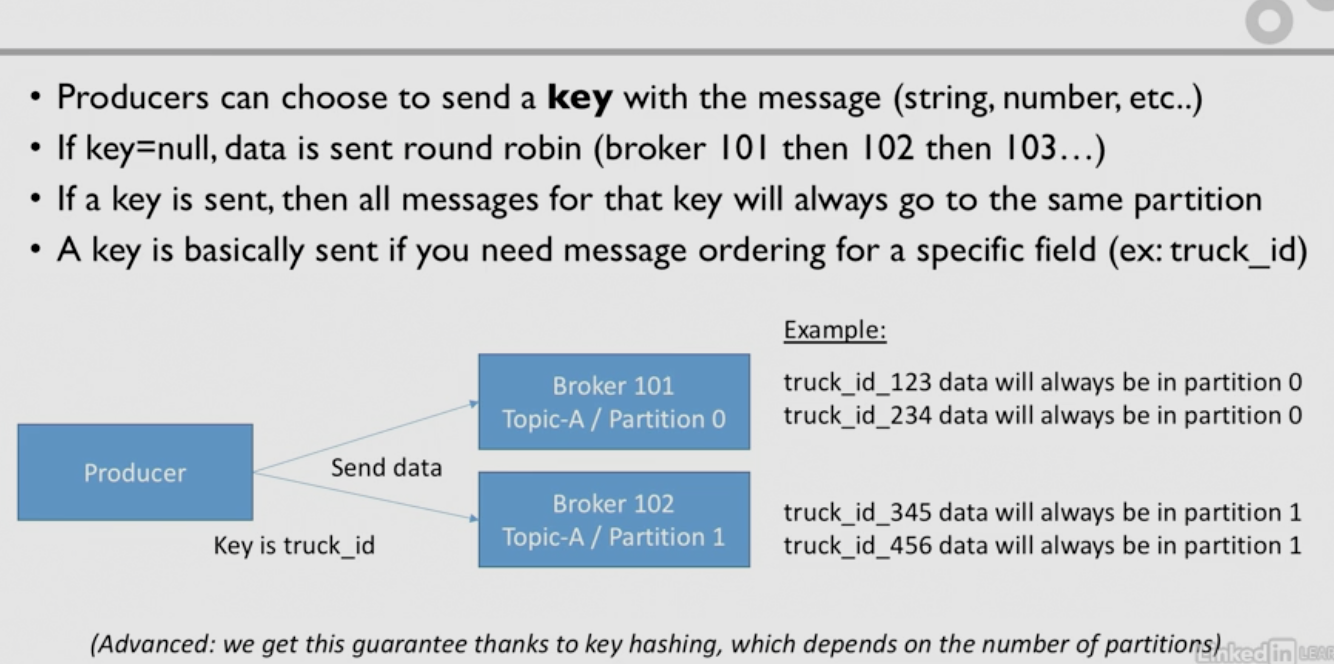 • Producers can choose to send a key with the message (string, number, etc..)
• If key=null, data is sent round robin (broker 101 then 102 then 103...)
• If a key is sent, then all messages for that key will always go to the same partition
• A key is basically sent if you need message ordering for a specific field (ex: truck_id)
Producer
Send data
Key is truck_id
Broker 101
Topic-A / Partition 0
Broker 102
Topic-A / Partition 1
Example:
truck_id_123 data will always be in partition 0
truck_id_234 data will always be in partition 0
truck_id_345 data will always be in partition 1
truck_id_456 data will always be in partition 1
(Advanced: we get this guarantee thanks to key hashing, which depends on the number of partitions)
Linkedin